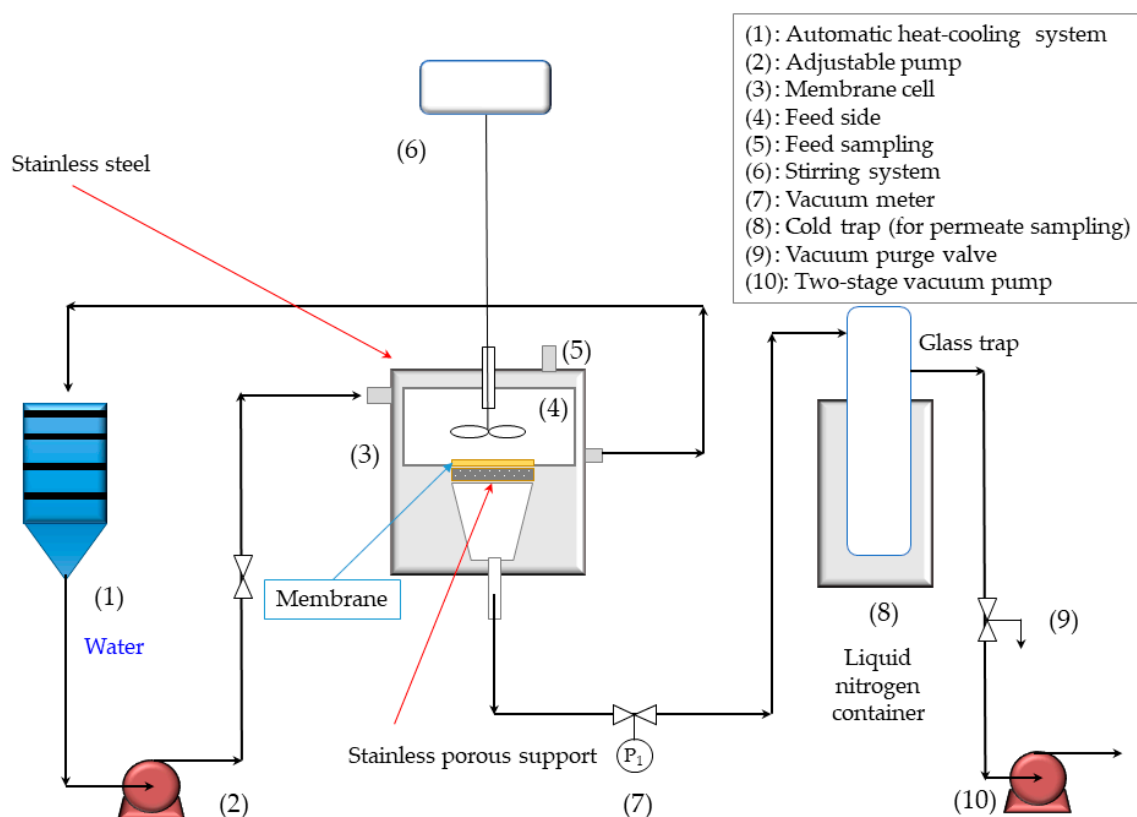 (1): Automatic heat-cooling system
(2): Adjustable pump
(3): Membrane cell
(4): Feed side
(5): Feed sampling
(6): Stirring system
(7): Vacuum meter
(8): Cold trap (for permeate sampling)
(9): Vacuum purge valve
(10): Two-stage vacuum pump
(6)
Stainless steel
(5)
Glass trap
(4)
(3)
(1)
Membrane
Water
(8)
(9)
Liquid
nitrogen
container
Stainless porous support
P1
(2)
(7)
(10)